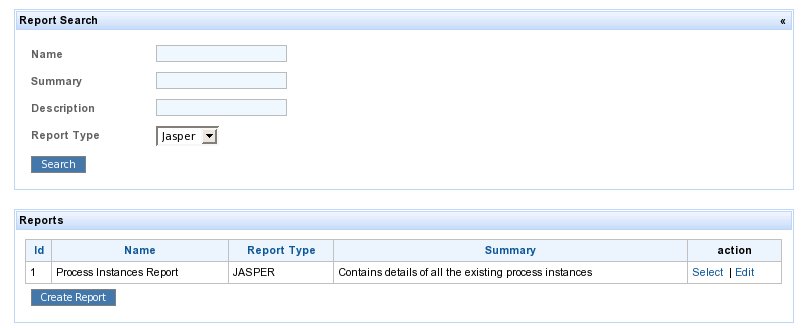 Report Search «
Name
Summary
Description
Report Type Jasper
Search
Reports
Id Name Report Type Summary action
1 Process Instances Report JASPER Contains details of all the existing process instances Select | Edit
Create Report